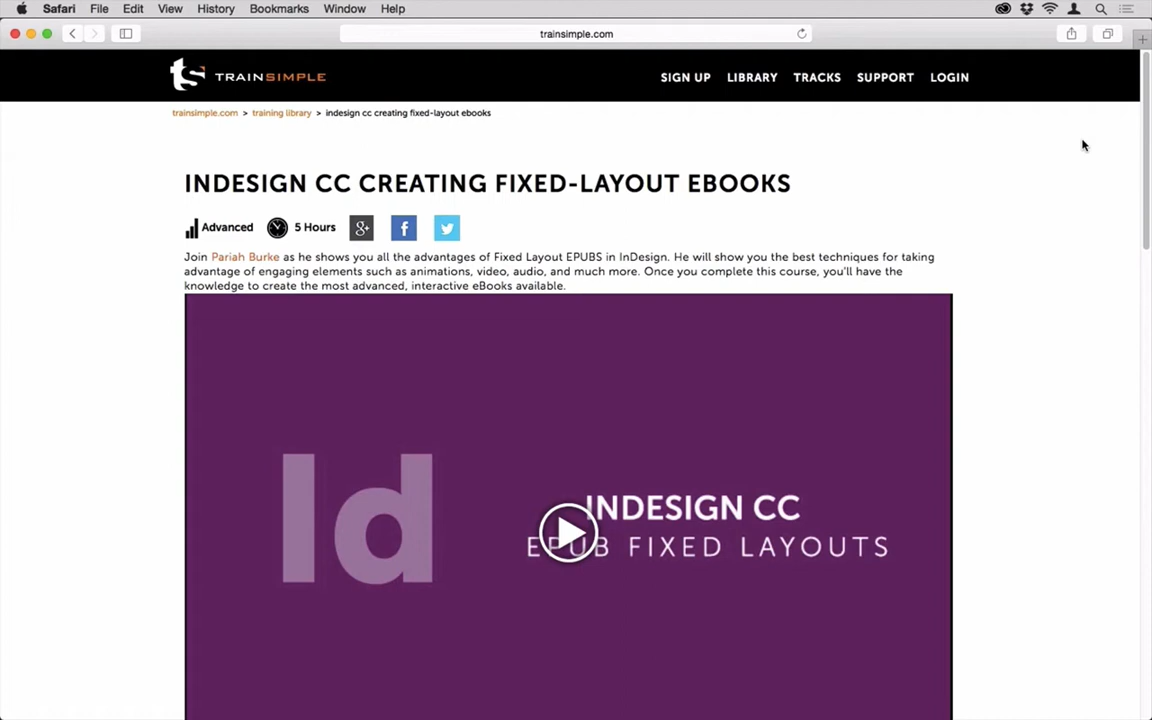 Safari File Edit View History Bookmarks Window Help
trainsimple.com
ts TRAINSIMPLE SIGN UP LIBRARY TRACKS SUPPORT LOGIN
trainsimple.com > training library > indesign cc creating fixed-layout ebooks
INDESIGN CC CREATING FIXED-LAYOUT EBOOKS
Advanced 5 Hours g+ f
Join Pariah Burke as he shows you all the advantages of Fixed Layout EPUBS in InDesign. He will show you the best techniques for taking
advantage of engaging elements such as animations, video, audio, and much more. Once you complete this course, you'll have the
knowledge to create the most advanced, interactive eBooks available.
Id
INDESIGN CC
EPUB FIXED LAYOUTS